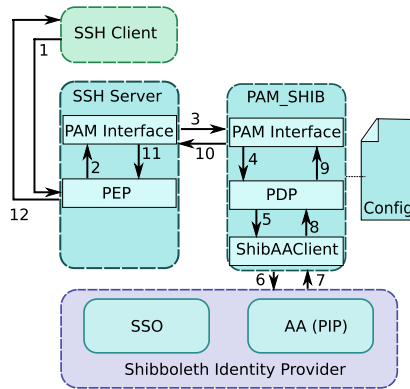 SSH Client
1
SSH Server
PAM_SHIB
PAM Interface
3
PAM Interface
10
2
11
4
9
PEP
PDP
Config
12
5
8
ShibAAClient
6
7
SSO
AA (PIP)
Shibboleth Identity Provider